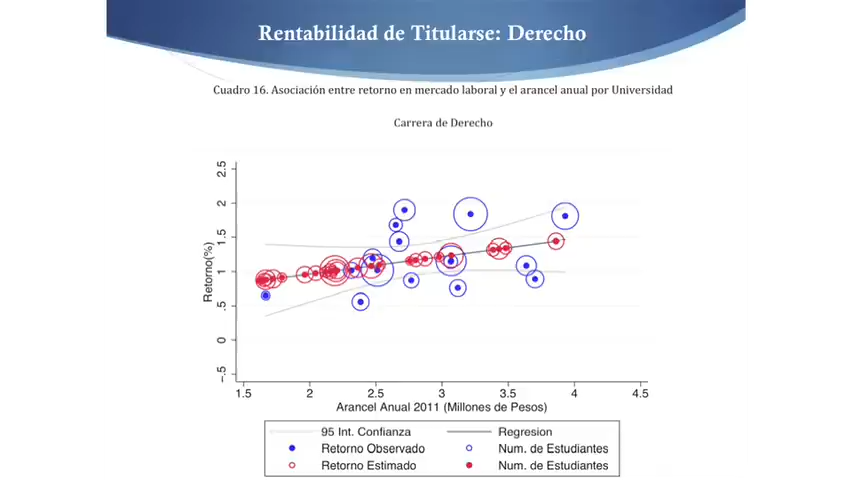 Rentabilidad de Titularse: Derecho
Cuadro 16. Asociación entre retorno en mercado laboral y el arancel anual por Universidad
Carrera de Derecho
2.5
2
1.5
1
.5
0
-.5
Retorno(%)
1.5 2 2.5 3 3.5 4 4.5
Arancel Anual 2011 (Millones de Pesos)
95 Int. Confianza Regresion
Retorno Observado Num. de Estudiantes
Retorno Estimado Num. de Estudiantes